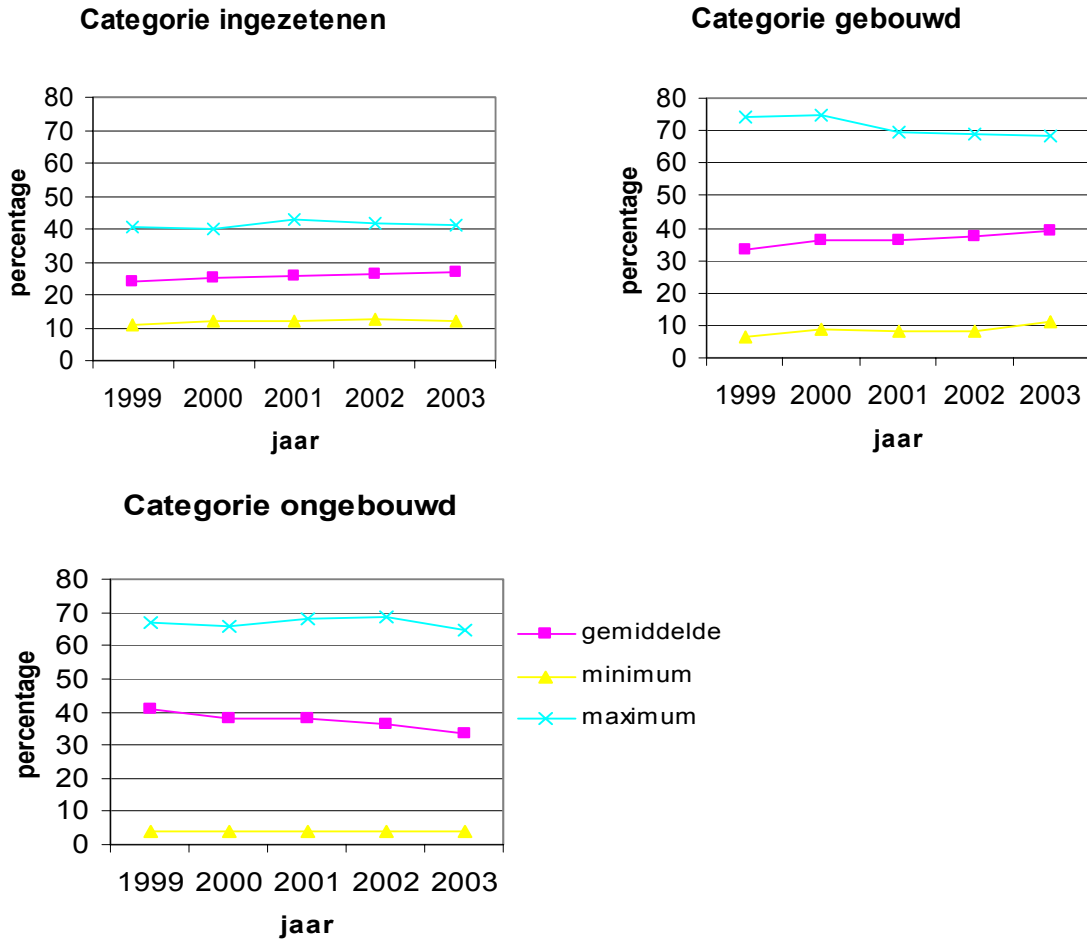 Categorie ingezetenen
80
70
60
50
40
30
20
10
0
percentage
1999 2000 2001 2002 2003
jaar
Categorie gebouwd
80
70
60
50
40
30
20
10
0
percentage
1999 2000 2001 2002 2003
jaar
Categorie ongebouwd
80
70
60
50
40
30
20
10
0
percentage
1999 2000 2001 2002 2003
jaar
gemiddelde
minimum
maximum